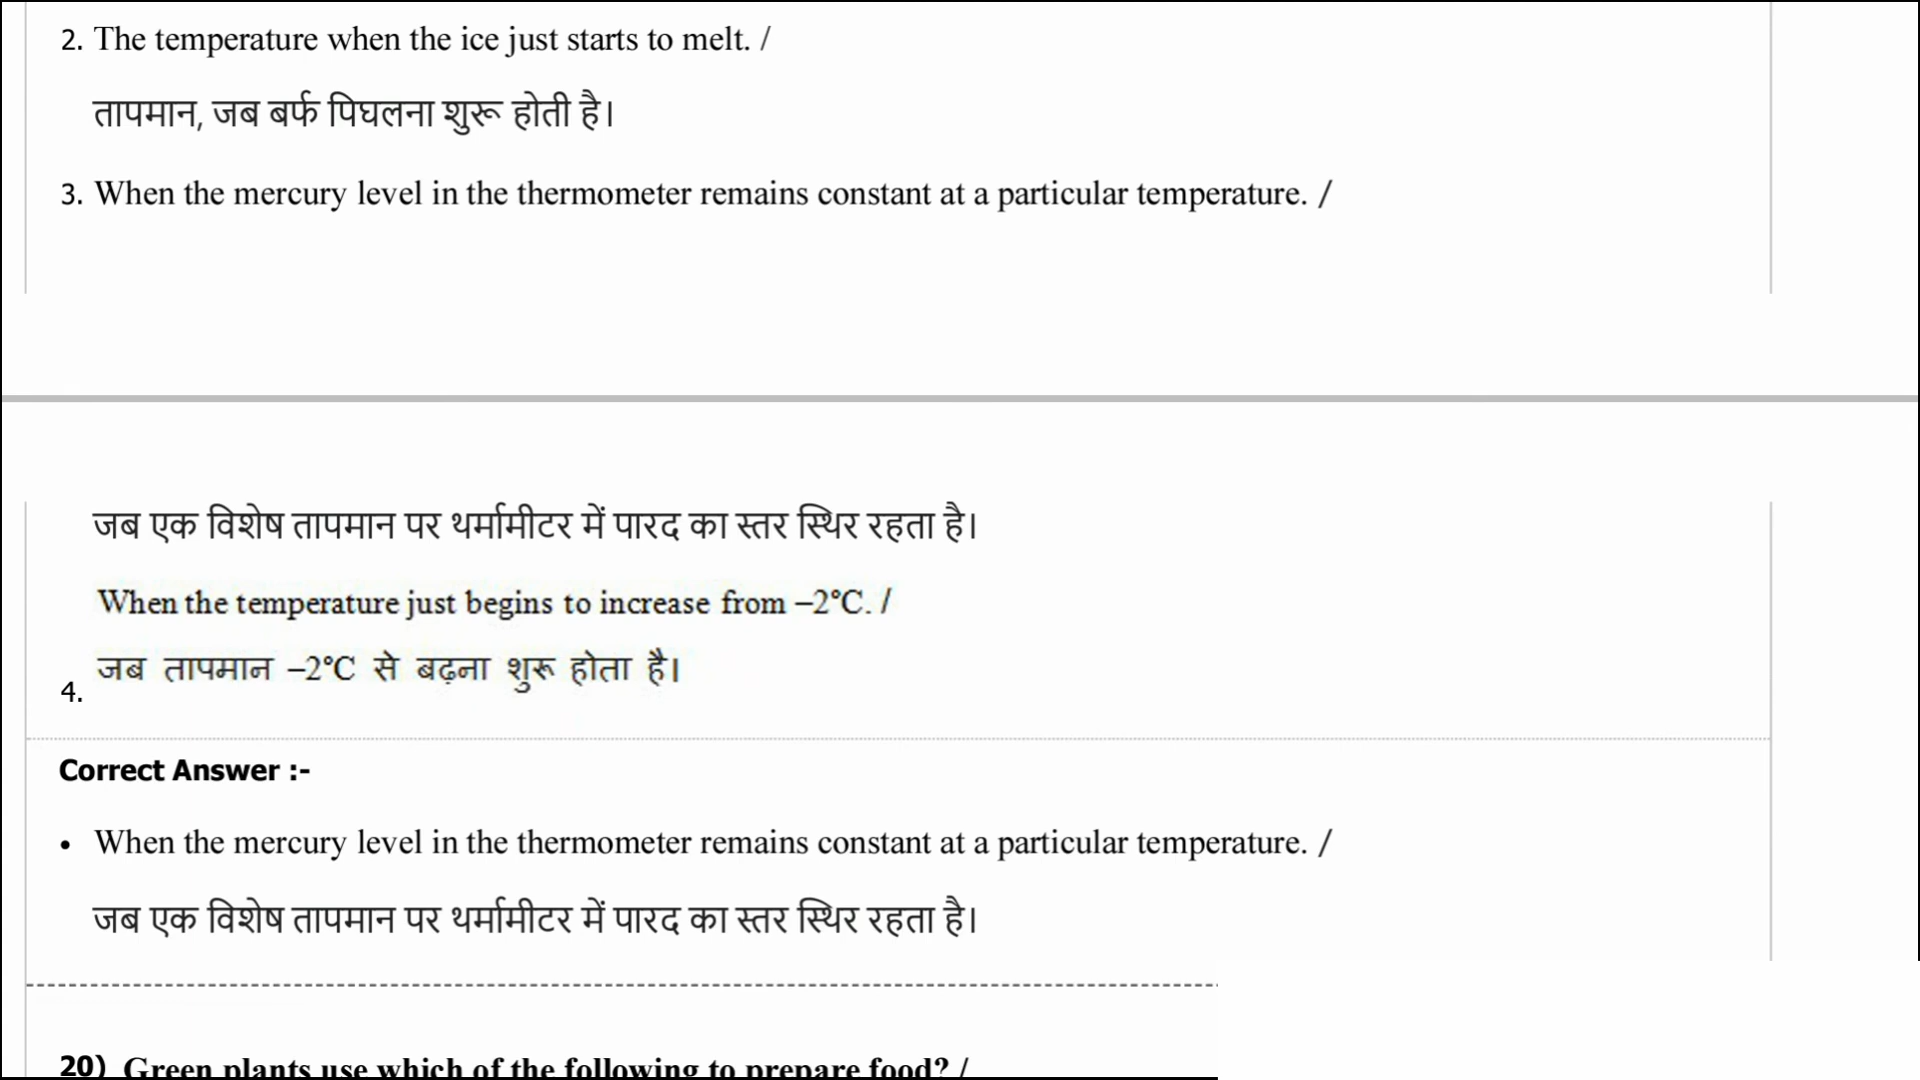 2. The temperature when the ice just starts to melt. /
तापमान, जब बर्फ पिघलना शुरू होती है।
3. When the mercury level in the thermometer remains constant at a particular temperature. /
जब एक विशेष तापमान पर थर्मामीटर में पारद का स्तर स्थिर रहता है।
When the temperature just begins to increase from –2°C. /
जब तापमान –2°C से बढ़ना शुरू होता है।
4.
Correct Answer :-
• When the mercury level in the thermometer remains constant at a particular temperature. /
जब एक विशेष तापमान पर थर्मामीटर में पारद का स्तर स्थिर रहता है।
20) Green plants use which of the following to prepare food? /